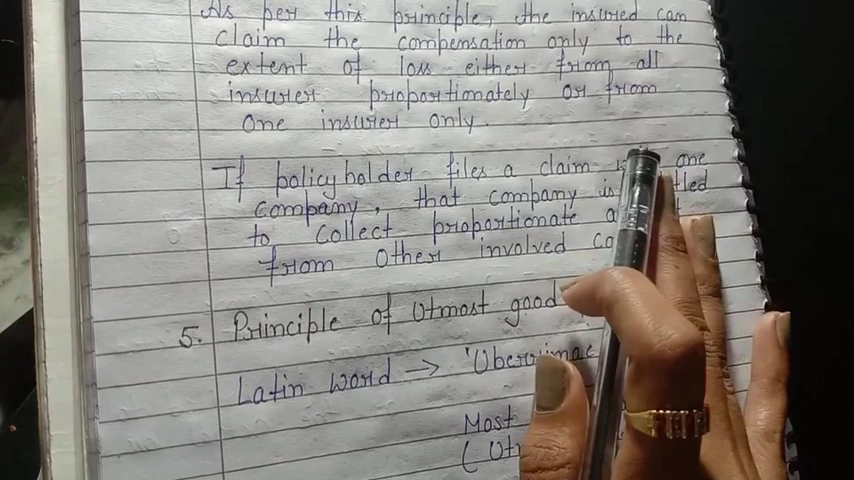 As per this principle, the insured can
claim the compensation only to the
extent of loss either from all
insurer proportionately or from
one insurer only.
If policyholder files a claim one
company, that company is
to collect proportionate
from other involved
5. Principle of Utmost good
Latin word → 'Uberrimae
Most